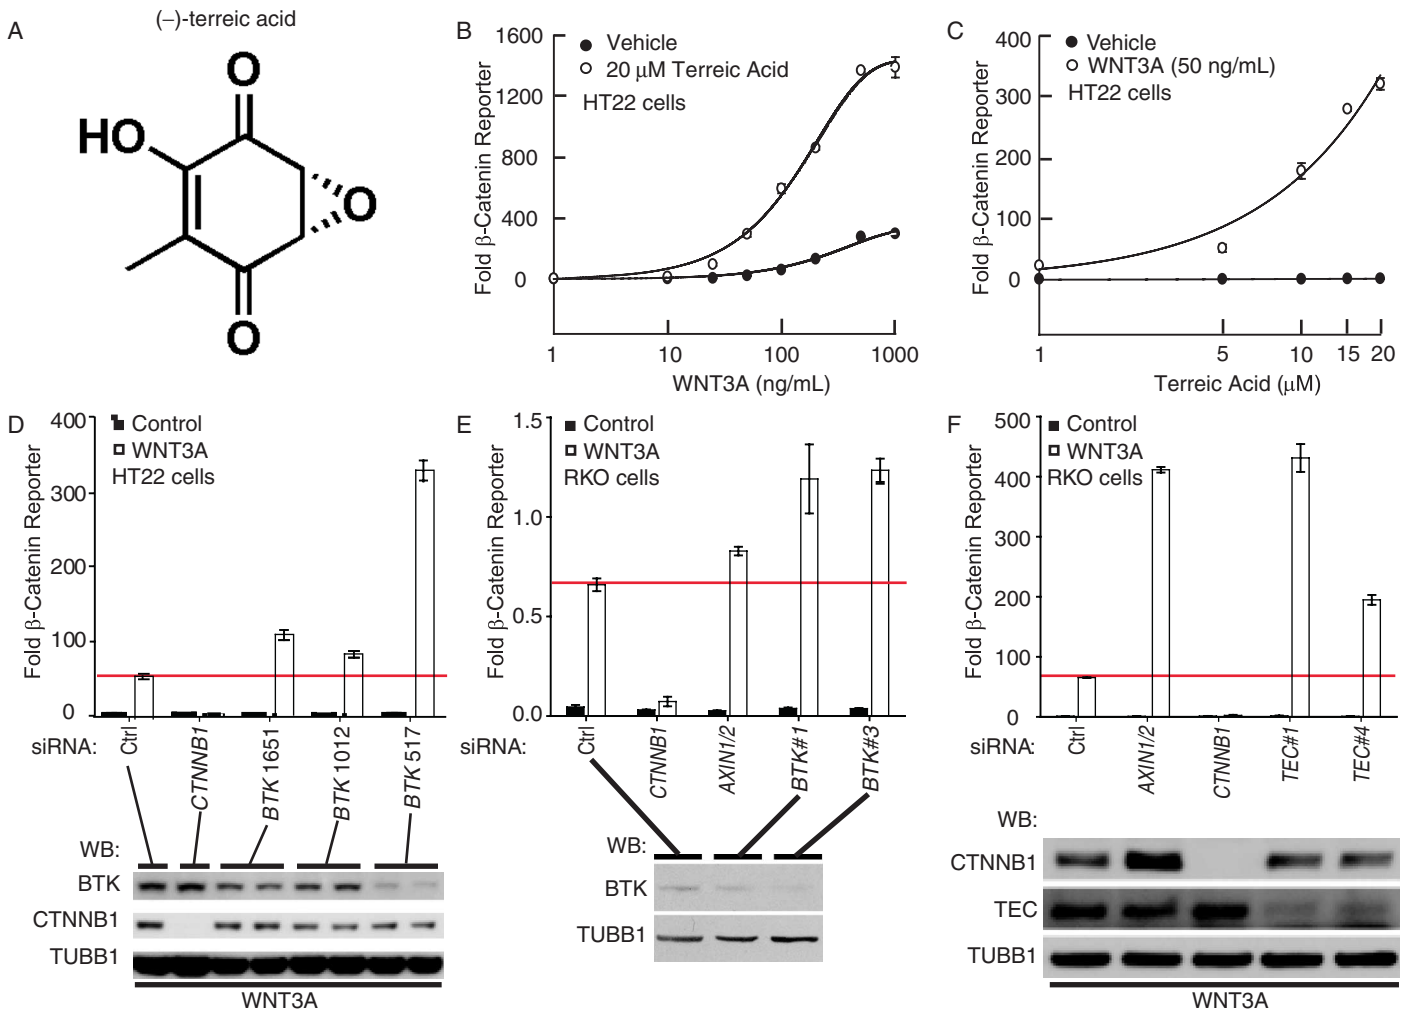 A
(–)-terreic acid
O
HO
O
O
B
Fold β-Catenin Reporter
1600
1200
800
400
0
Vehicle
20 μM Terreic Acid
HT22 cells
1 10 100 1000
WNT3A (ng/mL)
C
Fold β-Catenin Reporter
400
300
200
100
0
Vehicle
WNT3A (50 ng/mL)
HT22 cells
1 5 10 15 20
Terreic Acid (μM)
D
Fold β-Catenin Reporter
400
300
200
100
0
Control
WNT3A
HT22 cells
siRNA:
Ctrl
CTNNB1
BTK 1651
BTK 1012
BTK 517
WB:
BTK
CTNNB1
TUBB1
WNT3A
E
Fold β-Catenin Reporter
1.5
1.0
0.5
0.0
Control
WNT3A
RKO cells
siRNA:
Ctrl
CTNNB1
AXIN1/2
BTK#1
BTK#3
WB:
BTK
TUBB1
F
Fold β-Catenin Reporter
500
400
300
200
100
0
Control
WNT3A
RKO cells
siRNA:
Ctrl
AXIN1/2
CTNNB1
TEC#1
TEC#4
WB:
CTNNB1
TEC
TUBB1
WNT3A